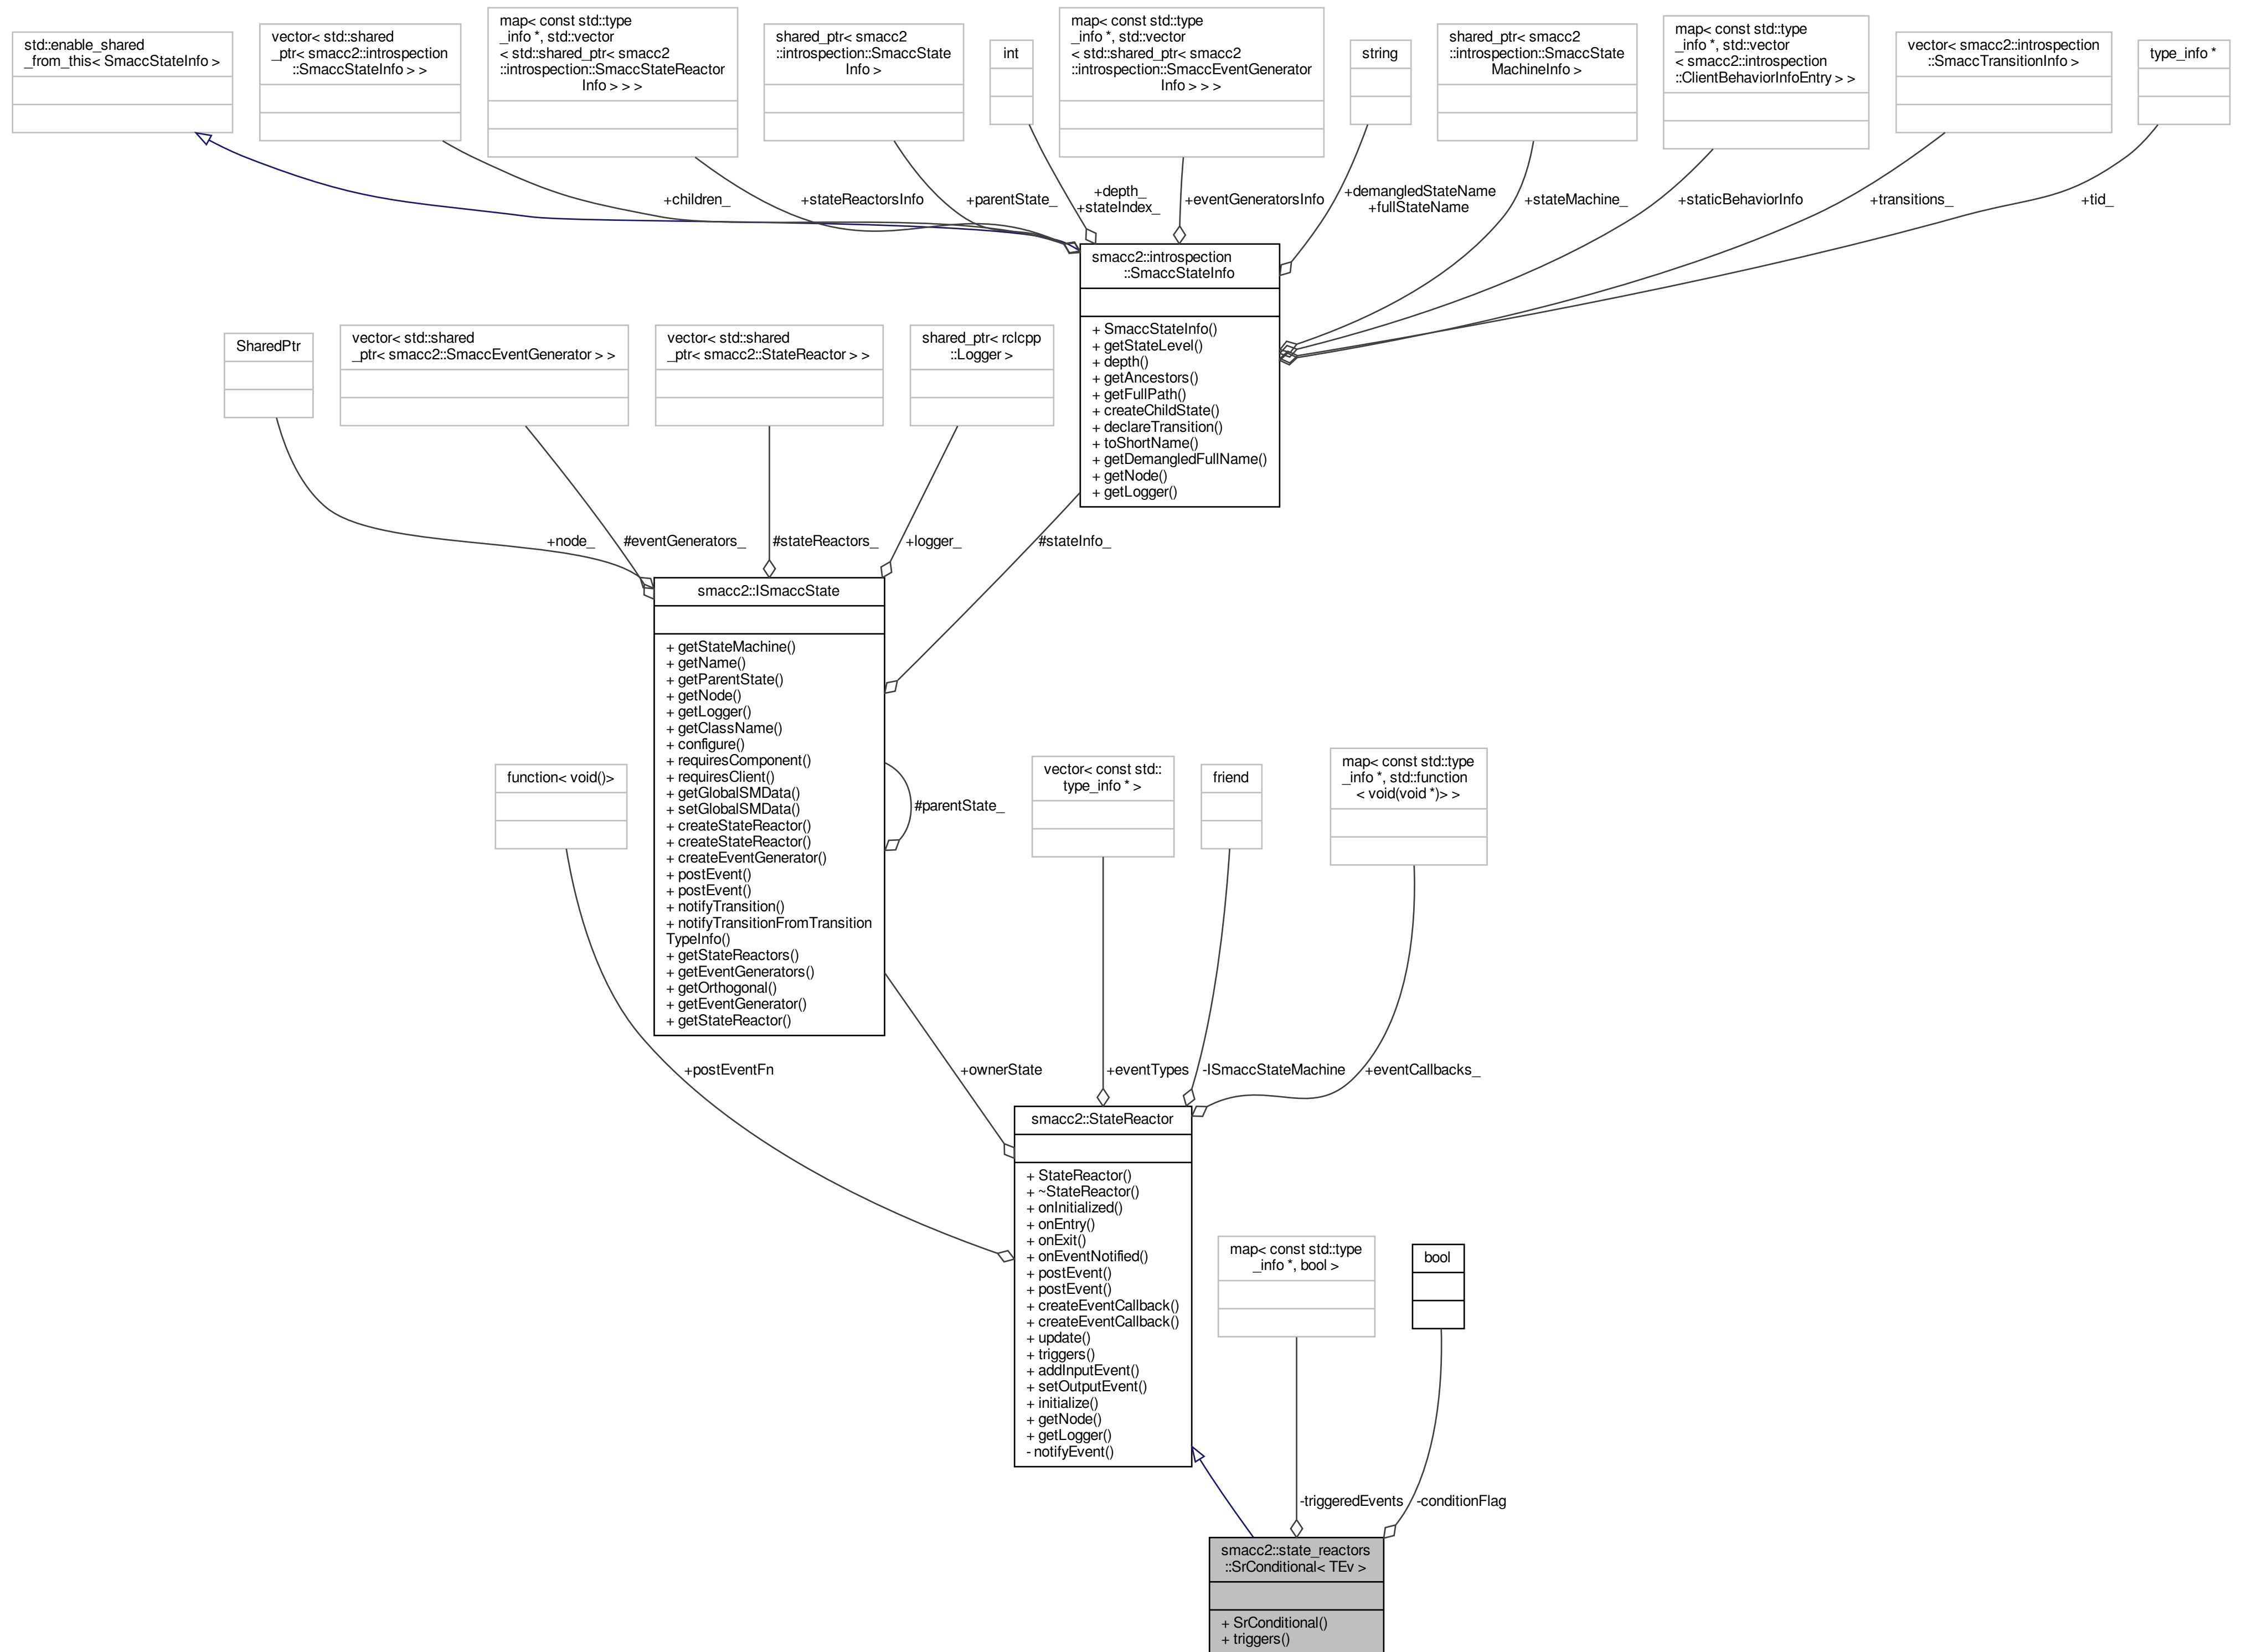 std::enable_shared
_from_this< SmaccStateInfo >
vector< std::shared
_ptr< smacc2::introspection
::SmaccStateInfo > >
map< const std::type
_info *, std::vector
< std::shared_ptr< smacc2
::introspection::SmaccStateReactor
Info > > >
shared_ptr< smacc2
::introspection::SmaccState
Info >
int
map< const std::type
_info *, std::vector
< std::shared_ptr< smacc2
::introspection::SmaccEventGenerator
Info > > >
string
shared_ptr< smacc2
::introspection::SmaccState
MachineInfo >
map< const std::type
_info *, std::vector
< smacc2::introspection
::ClientBehaviorInfoEntry > >
vector< smacc2::introspection
::SmaccTransitionInfo >
type_info *
+children_
+stateReactorsInfo
+parentState_
+depth_
+stateIndex_
+eventGeneratorsInfo
+demangledStateName
+fullStateName
+stateMachine_
+staticBehaviorInfo
+transitions_
+tid_
smacc2::introspection
::SmaccStateInfo
+ SmaccStateInfo()
+ getStateLevel()
+ depth()
+ getAncestors()
+ getFullPath()
+ createChildState()
+ declareTransition()
+ toShortName()
+ getDemangledFullName()
+ getNode()
+ getLogger()
SharedPtr
vector< std::shared
_ptr< smacc2::SmaccEventGenerator > >
vector< std::shared
_ptr< smacc2::StateReactor > >
shared_ptr< rclcpp
::Logger >
+node_
#eventGenerators_
#stateReactors_
+logger_
#stateInfo_
smacc2::ISmaccState
+ getStateMachine()
+ getName()
+ getParentState()
+ getNode()
+ getLogger()
+ getClassName()
+ configure()
+ requiresComponent()
+ requiresClient()
+ getGlobalSMData()
+ setGlobalSMData()
+ createStateReactor()
+ createStateReactor()
+ createEventGenerator()
+ postEvent()
+ postEvent()
+ notifyTransition()
+ notifyTransitionFromTransition
TypeInfo()
+ getStateReactors()
+ getEventGenerators()
+ getOrthogonal()
+ getEventGenerator()
+ getStateReactor()
#parentState_
function< void()>
vector< const std::
type_info * >
friend
map< const std::type
_info *, std::function
< void(void *)> >
+postEventFn
+ownerState
+eventTypes
-ISmaccStateMachine
+eventCallbacks_
smacc2::StateReactor
+ StateReactor()
+ ~StateReactor()
+ onInitialized()
+ onEntry()
+ onExit()
+ onEventNotified()
+ postEvent()
+ postEvent()
+ createEventCallback()
+ createEventCallback()
+ update()
+ triggers()
+ addInputEvent()
+ setOutputEvent()
+ initialize()
+ getNode()
+ getLogger()
- notifyEvent()
map< const std::type
_info *, bool >
bool
-triggeredEvents
-conditionFlag
smacc2::state_reactors
::SrConditional< TEv >
+ SrConditional()
+ triggers()